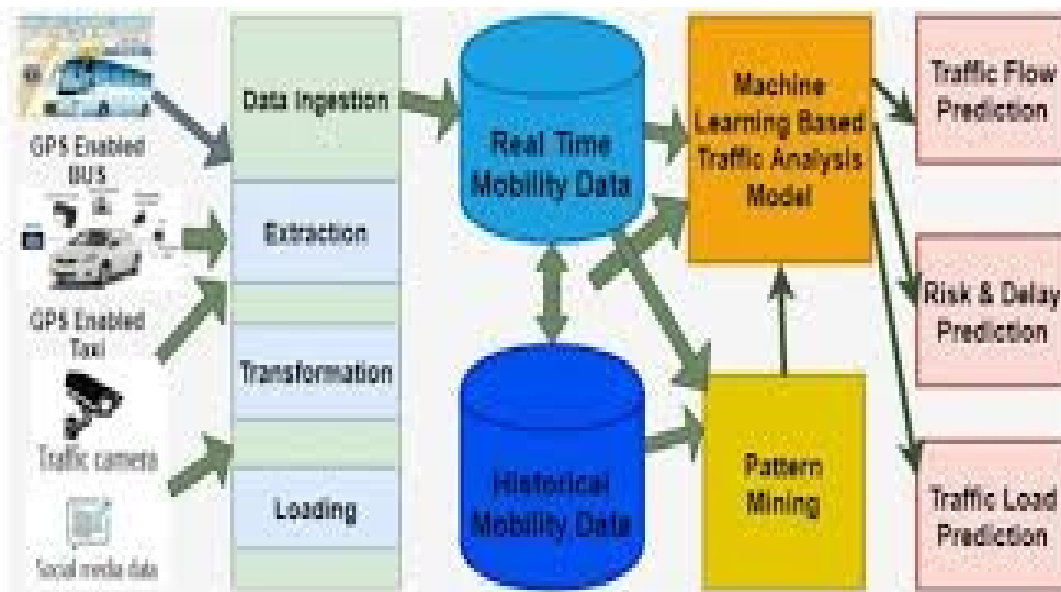 GPS Enabled
BUS
GPS Enabled
Taxi
Traffic camera
Social media data
Data Ingestion
Extraction
Transformation
Loading
Real Time
Mobility Data
Historical
Mobility Data
Machine
Learning Based
Traffic Analysis
Model
Pattern
Mining
Traffic Flow
Prediction
Risk & Delay
Prediction
Traffic Load
Prediction